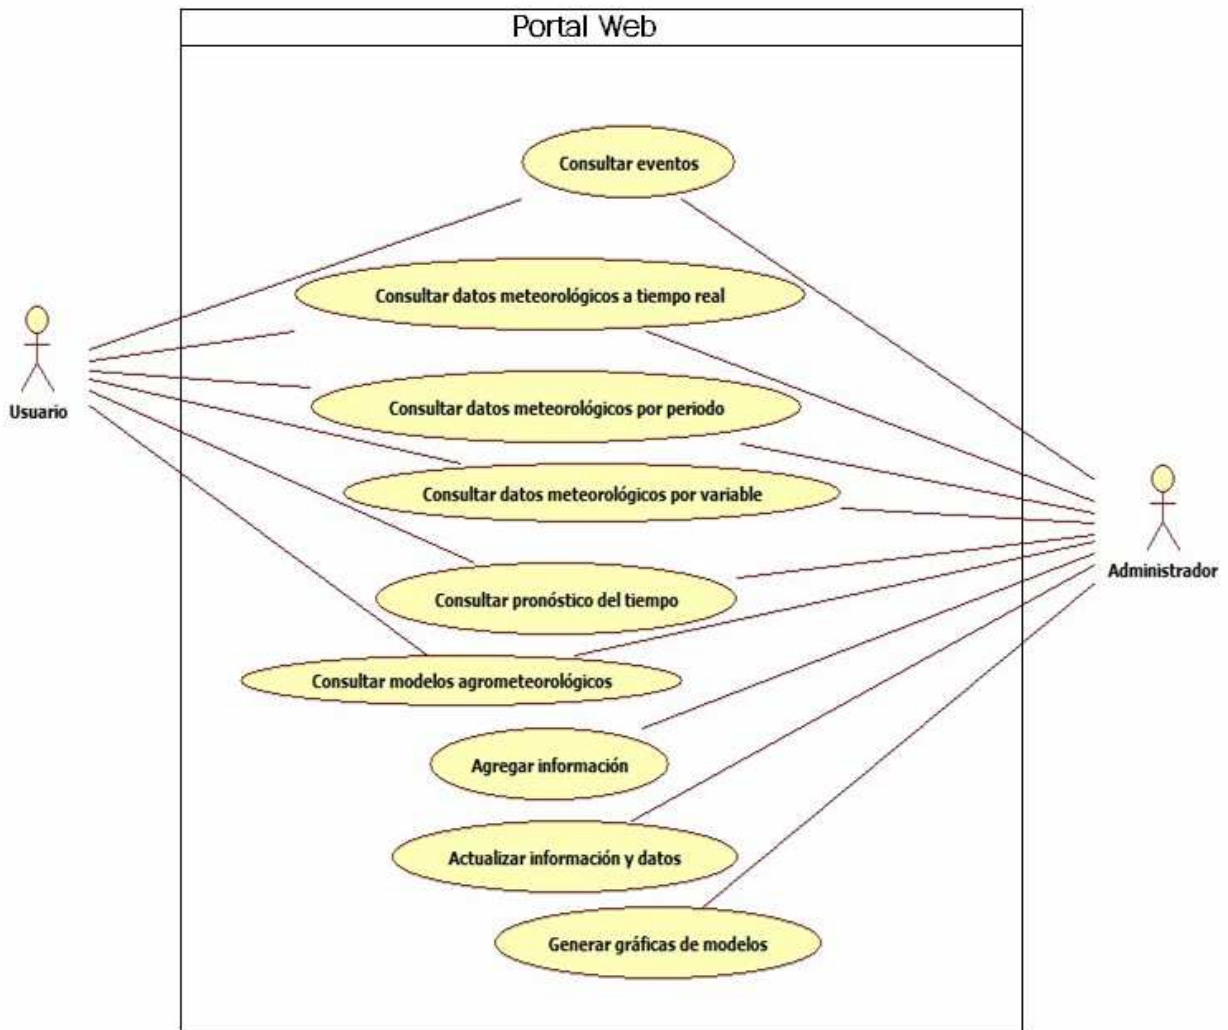 Portal Web
Consultar eventos
Consultar datos meteorológicos a tiempo real
Usuario
Consultar datos meteorológicos por periodo
Consultar datos meteorológicos por variable
Administrador
Consultar pronóstico del tiempo
Consultar modelos agrometeorológicos
Agregar información
Actualizar información y datos
Generar gráficas de modelos